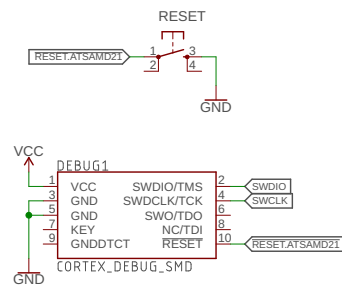 RESET
RESET.ATSAMD21
1
3
2
4
GND
VCC
DEBUG1
1 VCC SWDIO/TMS 2 SWDIO
3 GND SWDCLK/TCK 4 SWCLK
5 GND SWO/TDO 6
7 KEY NC/TDI 8
9 GNDDTCT RESET 10 RESET.ATSAMD21
CORTEX_DEBUG_SMD
GND